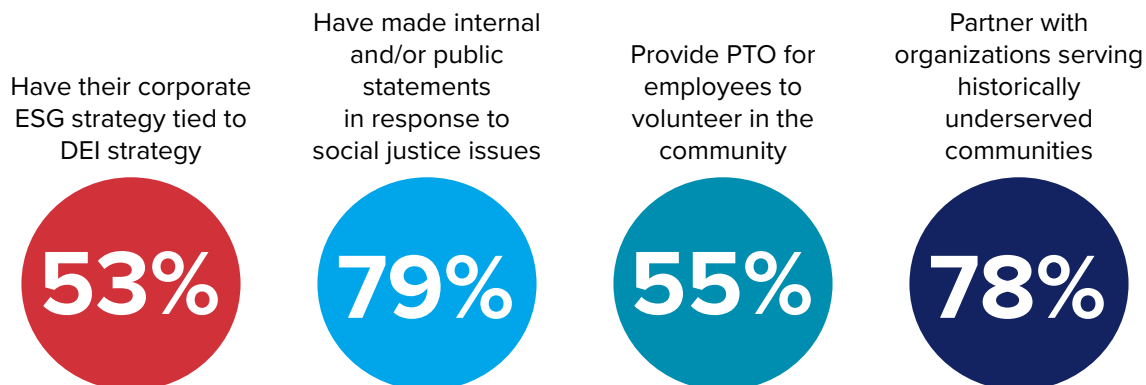 Have their corporate
ESG strategy tied to
DEI strategy
53%
Have made internal
and/or public
statements
in response to
social justice issues
79%
Provide PTO for
employees to
volunteer in the
community
55%
Partner with
organizations serving
historically
underserved
communities
78%